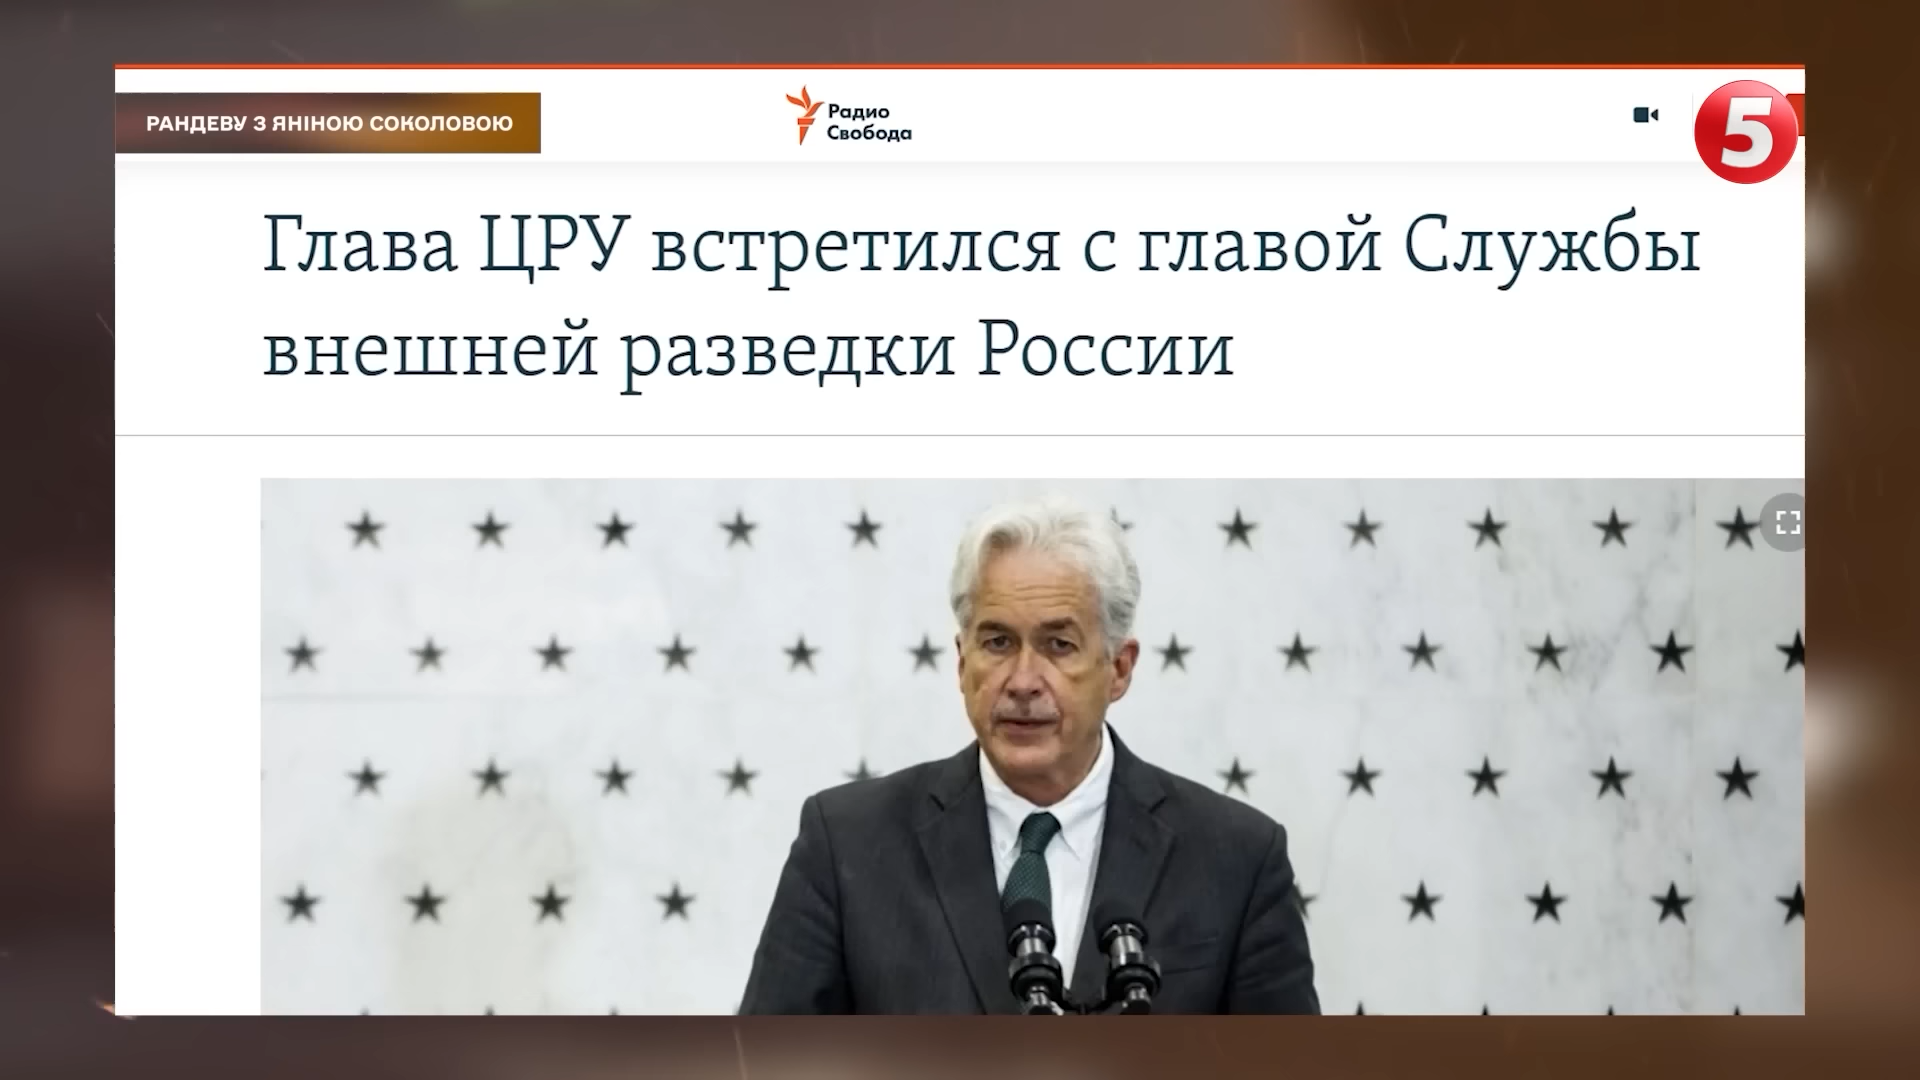 РАНДЕВУ З ЯНІНОЮ СОКОЛОВОЮ
Радио
Свобода
5
Глава ЦРУ встретился с главой Службы
внешней разведки России